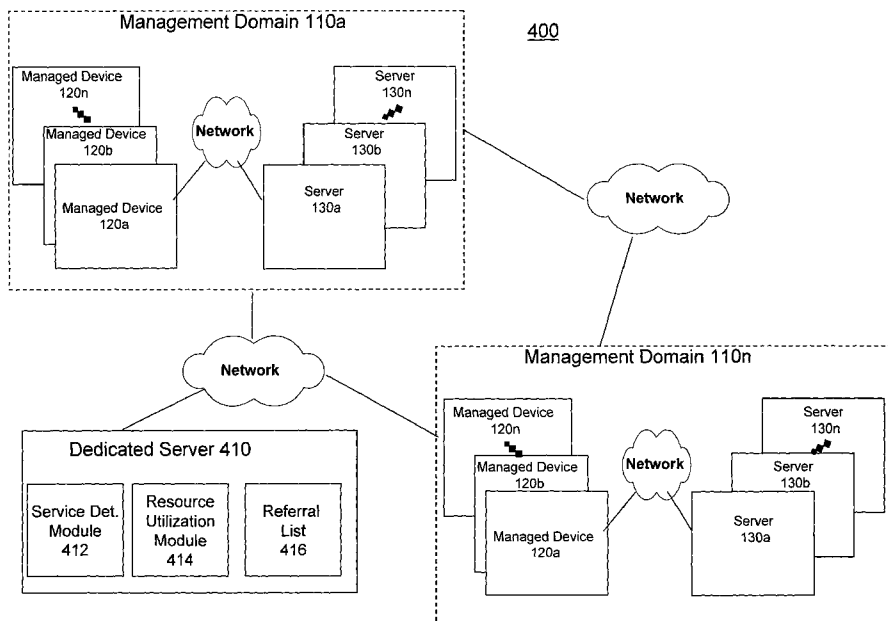 Management Domain 110a
400
Managed Device
120n
Managed Device
120b
Managed Device
120a
Network
Server
130n
Server
130b
Server
130a
Network
Network
Dedicated Server 410
Service Det.
Module
412
Resource
Utilization
Module
414
Referral
List
416
Management Domain 110n
Managed Device
120n
Managed Device
120b
Managed Device
120a
Network
Server
130n
Server
130b
Server
130a